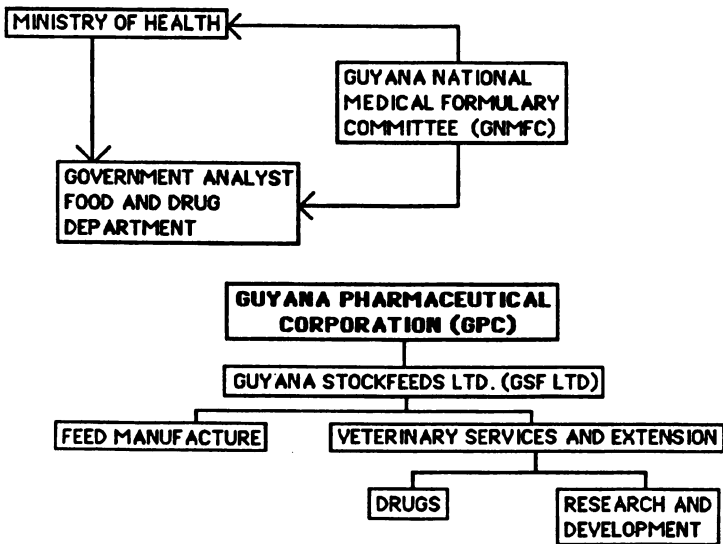 MINISTRY OF HEALTH
GUYANA NATIONAL
MEDICAL FORMULARY
COMMITTEE (GNMFC)
GOVERNMENT ANALYST
FOOD AND DRUG
DEPARTMENT
GUYANA PHARMACEUTICAL
CORPORATION (GPC)
GUYANA STOCKFEEDS LTD. (GSF LTD)
FEED MANUFACTURE
VETERINARY SERVICES AND EXTENSION
DRUGS
RESEARCH AND
DEVELOPMENT